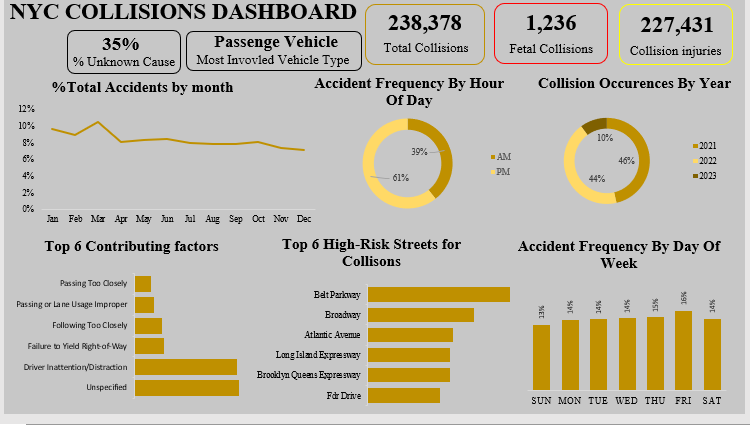 NYC COLLISIONS DASHBOARD
238,378
Total Collisions
1,236
Fetal Collisions
227,431
Collision injuries
35%
% Unknown Cause
Passenge Vehicle
Most Invovled Vehicle Type
%Total Accidents by month
12%
10%
8%
6%
4%
2%
0%
Jan Feb Mar Apr May Jun Jul Aug Sep Oct Nov Dec
Accident Frequency By Hour
Of Day
39%
61%
AM
PM
Collision Occurences By Year
10%
46%
44%
2021
2022
2023
Top 6 Contributing factors
Passing Too Closely
Passing or Lane Usage Improper
Following Too Closely
Failure to Yield Right-of-Way
Driver Inattention/Distraction
Unspecified
Top 6 High-Risk Streets for
Collisons
Belt Parkway
Broadway
Atlantic Avenue
Long Island Expressway
Brooklyn Queens Expressway
Fdr Drive
Accident Frequency By Day Of
Week
13% 14% 14% 14% 15% 16% 14%
SUN MON TUE WED THU FRI SAT